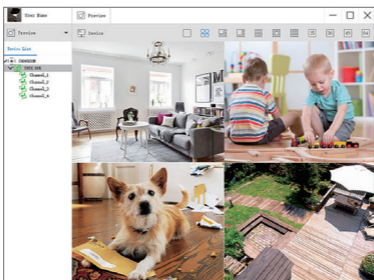 User Name
Preview
Preview
Device
Device List
Channel_1
Channel_2
Channel_3
Channel_4